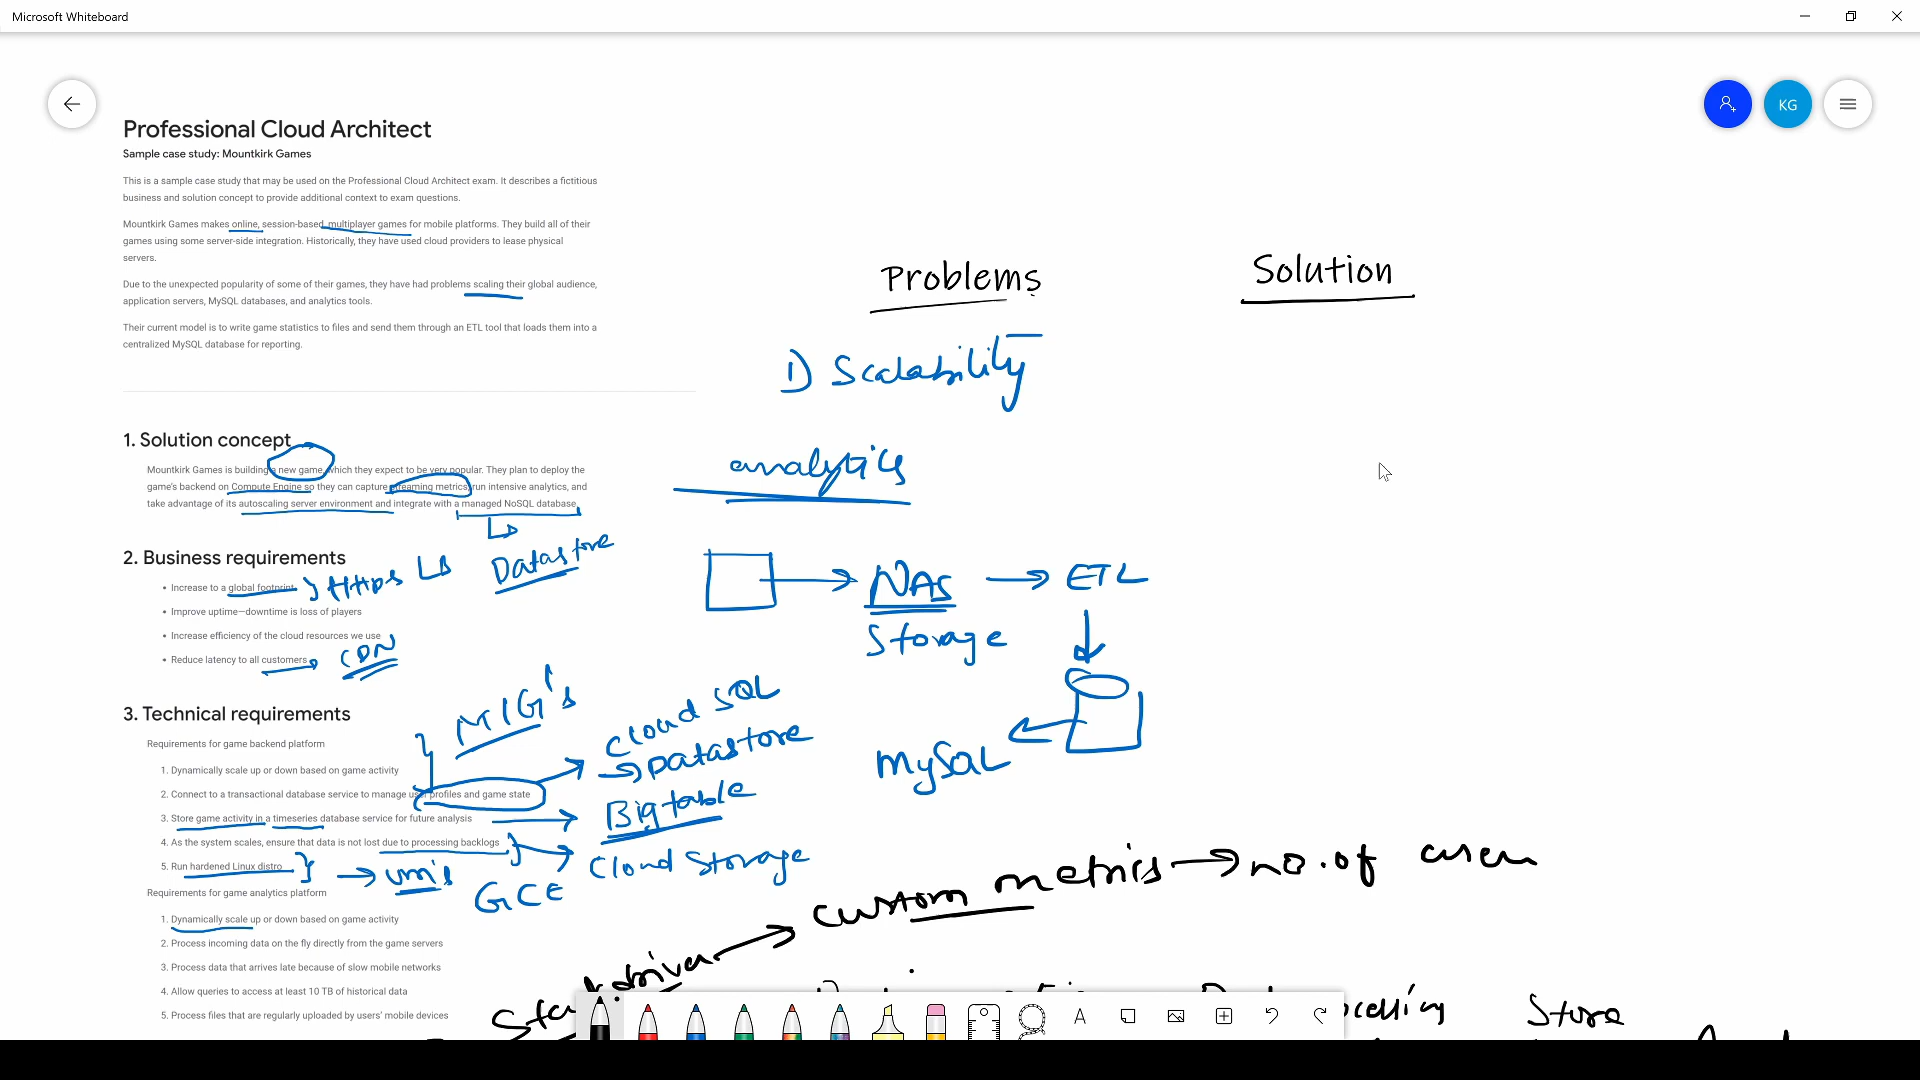 Microsoft Whiteboard
KG
Professional Cloud Architect
Sample case study: Mountkirk Games
This is a sample case study that may be used on the Professional Cloud Architect exam. It describes a fictitious
business and solution concept to provide additional context to exam questions.
Mountkirk Games makes online, session-based, multiplayer games for mobile platforms. They build all of their
games using some server-side integration. Historically, they have used cloud providers to lease physical
servers.
Due to the unexpected popularity of some of their games, they have had problems scaling their global audience,
application servers, MySQL databases, and analytics tools.
Their current model is to write game statistics to files and send them through an ETL tool that loads them into a
centralized MySQL database for reporting.
1. Solution concept
Mountkirk Games is building a new game, which they expect to be very popular. They plan to deploy the
game's backend on Compute Engine so they can capture streaming metrics, run intensive analytics, and
take advantage of its autoscaling server environment and integrate with a managed NoSQL database.
Datastore
2. Business requirements
• Increase to a global footprint. Https LB
• Improve uptime—downtime is loss of players
• Increase efficiency of the cloud resources we use
• Reduce latency to all customers CDN
3. Technical requirements
MIG's
Requirements for game backend platform
1. Dynamically scale up or down based on game activity
2. Connect to a transactional database service to manage user profiles and game state
Cloud SQL
Datastore
3. Store game activity in a timeseries database service for future analysis
Bigtable
4. As the system scales, ensure that data is not lost due to processing backlogs
Cloud Storage
5. Run hardened Linux distro
vm's
GCE
Requirements for game analytics platform
1. Dynamically scale up or down based on game activity
2. Process incoming data on the fly directly from the game servers
3. Process data that arrives late because of slow mobile networks
4. Allow queries to access at least 10 TB of historical data
5. Process files that are regularly uploaded by users' mobile devices
Problems
Solution
1) Scalability
analytics
NAS
ETL
Storage
MySQL
custom metrics
no. of users
Store